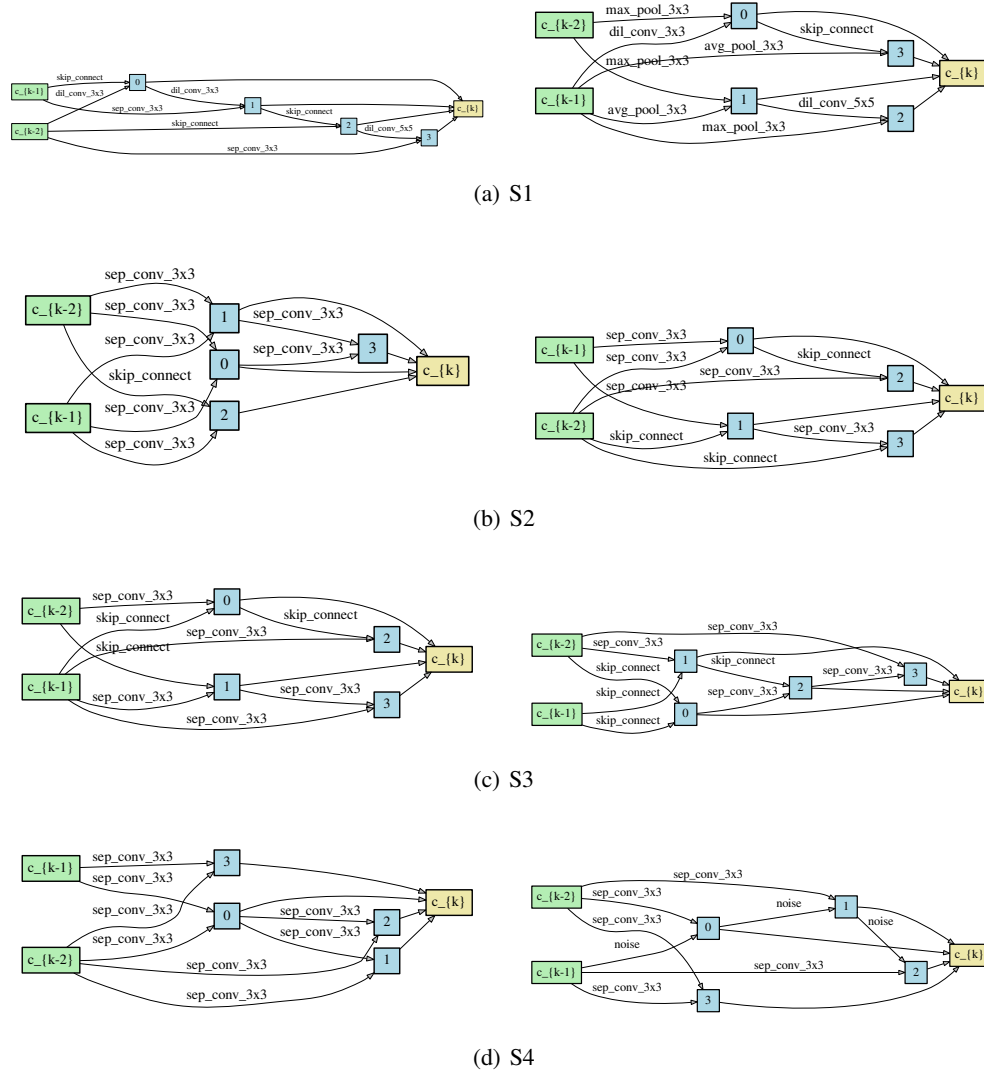 skip_connect
c_{k-1}
dil_conv_3x3
sep_conv_3x3
c_{k-2}
0
dil_conv_3x3
1
skip_connect
skip_connect
2
dil_conv_5x5
sep_conv_3x3
3
c_{k}
max_pool_3x3
c_{k-2}
dil_conv_3x3
max_pool_3x3
c_{k-1}
avg_pool_3x3
0
skip_connect
avg_pool_3x3
3
1
dil_conv_5x5
2
max_pool_3x3
c_{k}
(a) S1
sep_conv_3x3
c_{k-2}
sep_conv_3x3
sep_conv_3x3
skip_connect
c_{k-1}
sep_conv_3x3
sep_conv_3x3
1
0
2
sep_conv_3x3
sep_conv_3x3
3
c_{k}
sep_conv_3x3
c_{k-1}
sep_conv_3x3
sep_conv_3x3
c_{k-2}
sep_conv_3x3
skip_connect
skip_connect
0
skip_connect
2
1
sep_conv_3x3
3
c_{k}
(b) S2
sep_conv_3x3
c_{k-2}
skip_connect
sep_conv_3x3
skip_connect
c_{k-1}
sep_conv_3x3
sep_conv_3x3
0
skip_connect
2
1
sep_conv_3x3
3
c_{k}
sep_conv_3x3
c_{k-2}
sep_conv_3x3
skip_connect
skip_connect
c_{k-1}
skip_connect
1
0
skip_connect
sep_conv_3x3
2
sep_conv_3x3
3
c_{k}
(c) S3
sep_conv_3x3
c_{k-1}
sep_conv_3x3
sep_conv_3x3
sep_conv_3x3
c_{k-2}
sep_conv_3x3
sep_conv_3x3
3
0
sep_conv_3x3
sep_conv_3x3
2
1
c_{k}
sep_conv_3x3
c_{k-2}
sep_conv_3x3
sep_conv_3x3
noise
c_{k-1}
sep_conv_3x3
sep_conv_3x3
0
noise
1
noise
2
3
c_{k}
(d) S4